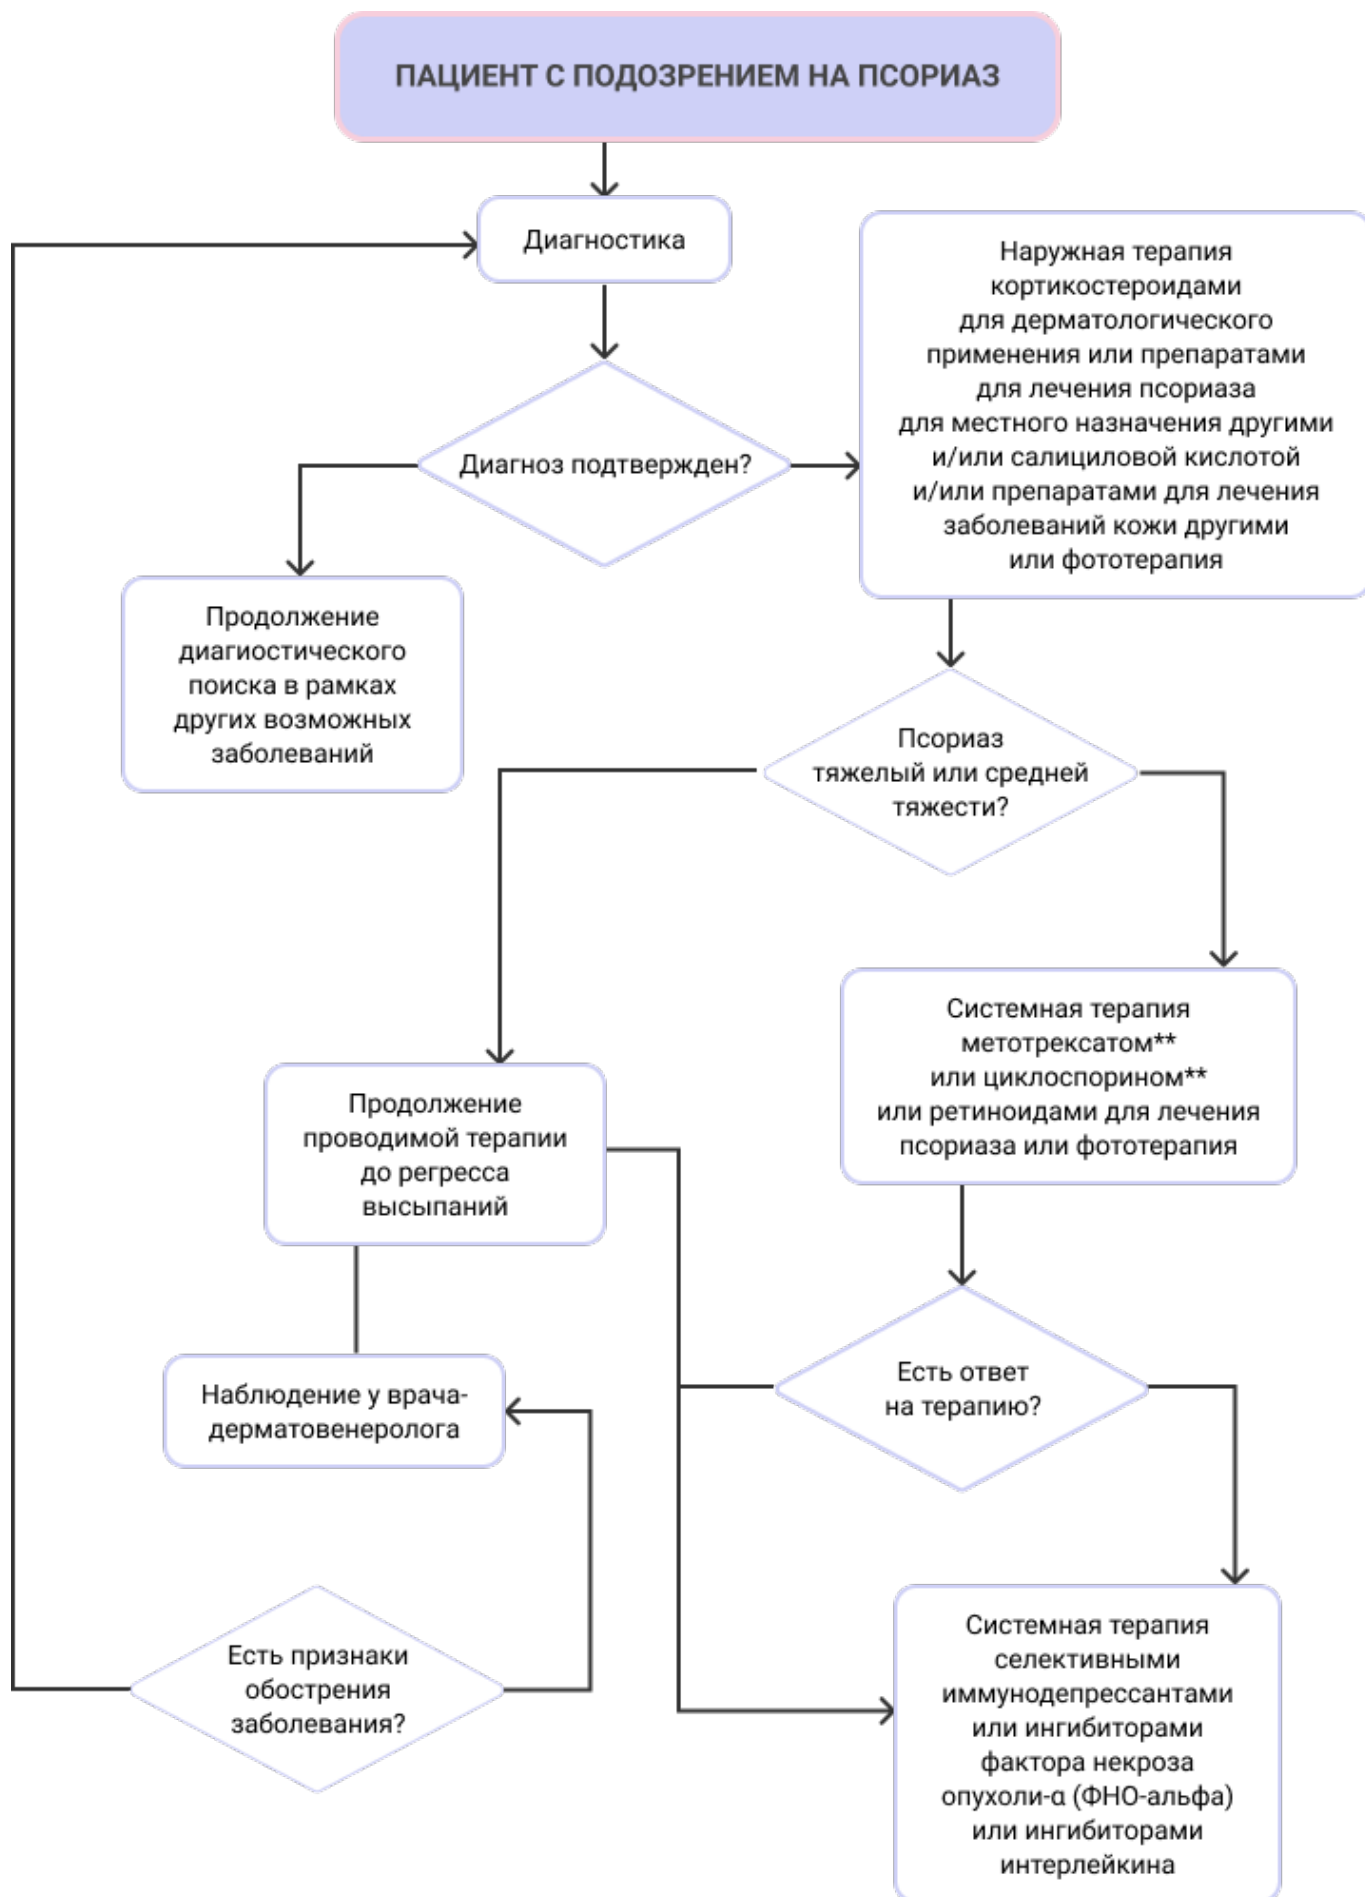 ПАЦИЕНТ С ПОДОЗРЕНИЕМ НА ПСОРИАЗ
Диагностика
Наружная терапия
кортикостероидами
для дерматологического
применения или препаратами
для лечения псориаза
для местного назначения другими
и/или салициловой кислотой
и/или препаратами для лечения
заболеваний кожи другими
или фототерапия
Диагноз подтвержден?
Продолжение
диагиостического
поиска в рамках
других возможных
заболеваний
Псориаз
тяжелый или средней
тяжести?
Системная терапия
метотрексатом**
или циклоспорином**
или ретиноидами для лечения
псориаза или фототерапия
Продолжение
проводимой терапии
до регресса
высыпаний
Есть ответ
на терапию?
Наблюдение у врача-
дерматовенеролога
Есть признаки
обострения
заболевания?
Системная терапия
селективными
иммунодепрессантами
или ингибиторами
фактора некроза
опухоли-α (ФНО-альфа)
или ингибиторами
интерлейкина